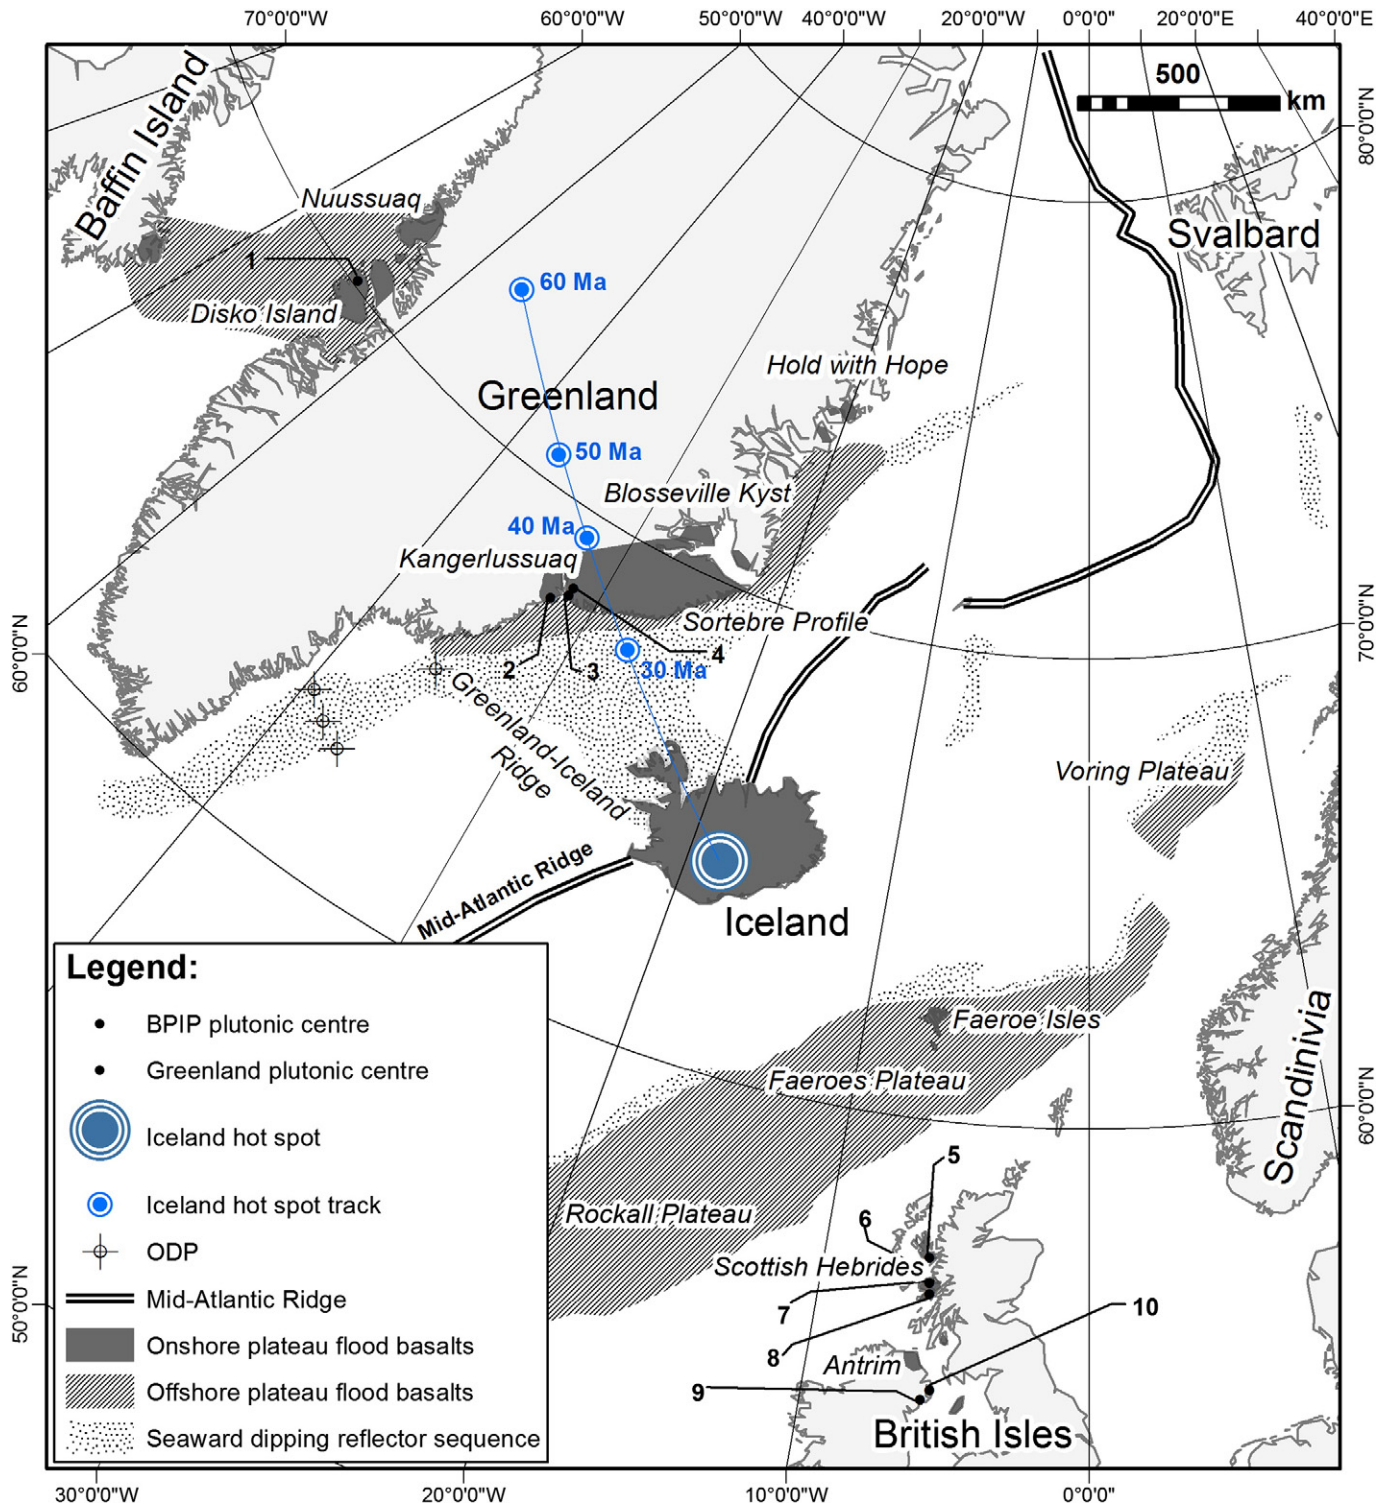 70°0'0"W
60°0'0"W
50°0'0"W
40°0'0"W
20°0'0"W
0°0'0"
20°0'0"E
40°0'0"E
500
km
80°0'0"N
Baffin Island
Nuussuaq
Svalbard
1
60 Ma
Disko Island
Hold with Hope
Greenland
50 Ma
Blosseville Kyst
40 Ma
Kangerlussuaq
Sortebre Profile
70°0'0"N
60°0'0"N
2
3
4
30 Ma
Greenland-Iceland
Ridge
Voring Plateau
Mid-Atlantic Ridge
Iceland
Scandinivia
Faeroe Isles
Faeroes Plateau
60°0'0"N
5
Rockall Plateau
6
Scottish Hebrides
7
8
10
Antrim
9
British Isles
50°0'0"N
Legend:
BPIP plutonic centre
Greenland plutonic centre
Iceland hot spot
Iceland hot spot track
ODP
Mid-Atlantic Ridge
Onshore plateau flood basalts
Offshore plateau flood basalts
Seaward dipping reflector sequence
30°0'0"W
20°0'0"W
10°0'0"W
0°0'0"